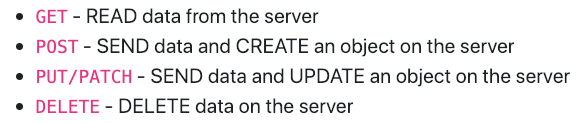 • GET - READ data from the server
• POST - SEND data and CREATE an object on the server
• PUT/PATCH - SEND data and UPDATE an object on the server
• DELETE - DELETE data on the server